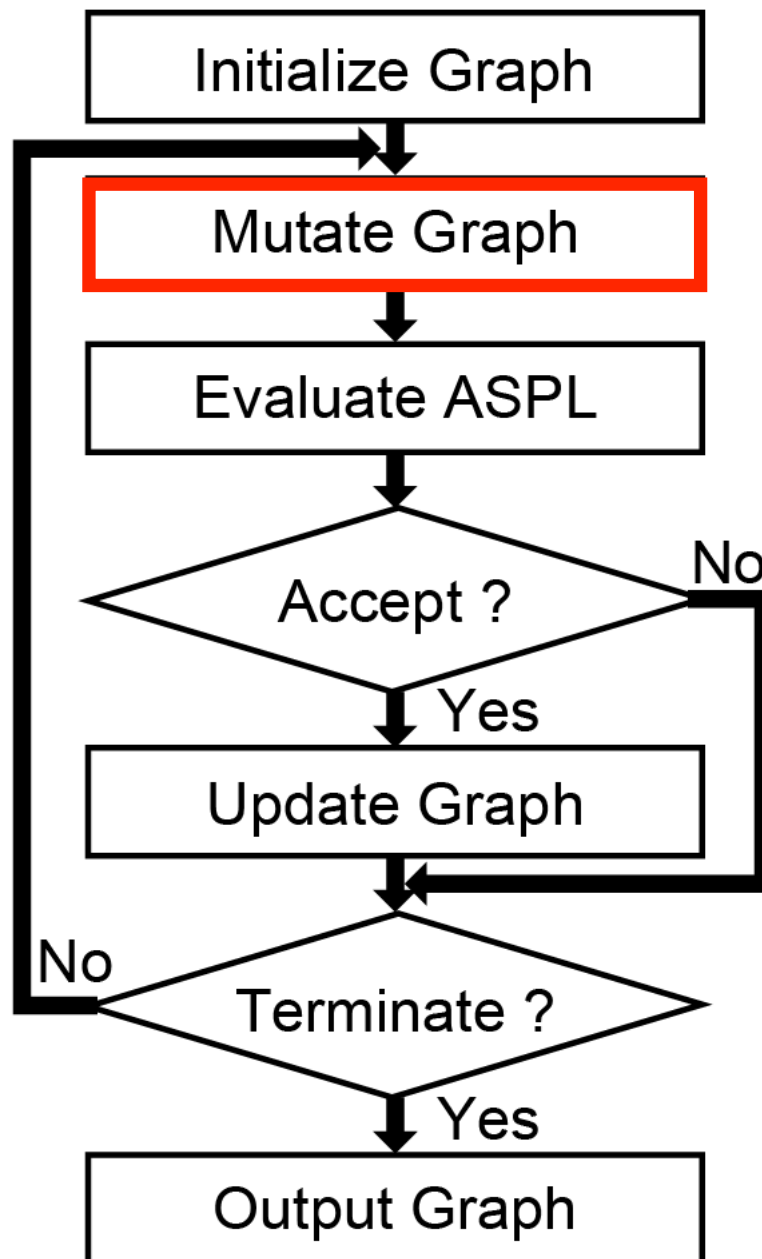 Initialize Graph
Mutate Graph
Evaluate ASPL
Accept ?
No
Yes
Update Graph
No
Terminate ?
Yes
Output Graph